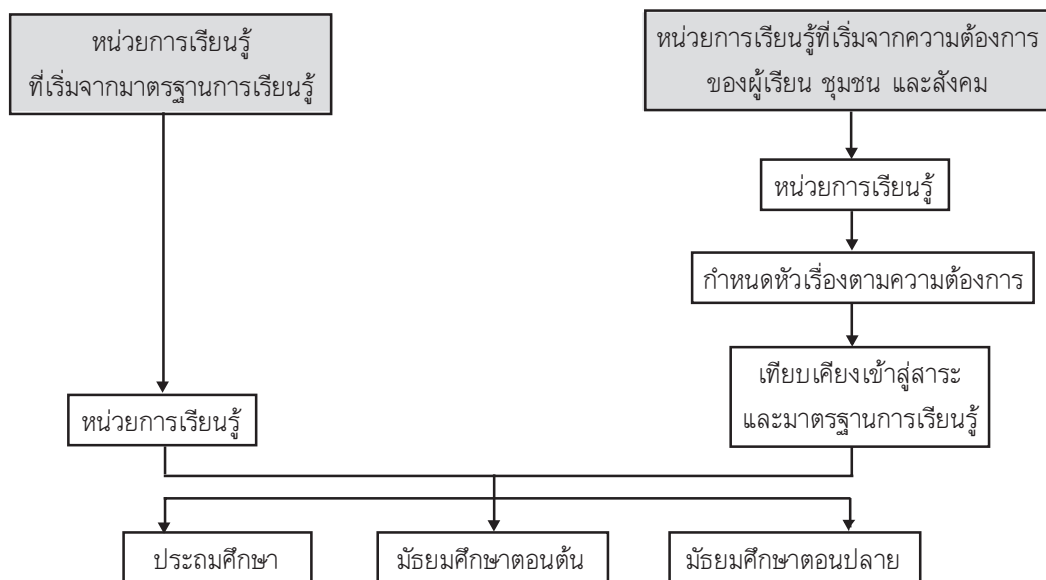 หน่วยการเรียนรู้
ที่เริ่มจากมาตรฐานการเรียนรู้
หน่วยการเรียนรู้ที่เริ่มจากความต้องการ
ของผู้เรียน ชุมชน และสังคม
หน่วยการเรียนรู้
กำหนดหัวเรื่องตามความต้องการ
เทียบเคียงเข้าสู่สาระ
และมาตรฐานการเรียนรู้
หน่วยการเรียนรู้
ประถมศึกษา
มัธยมศึกษาตอนต้น
มัธยมศึกษาตอนปลาย